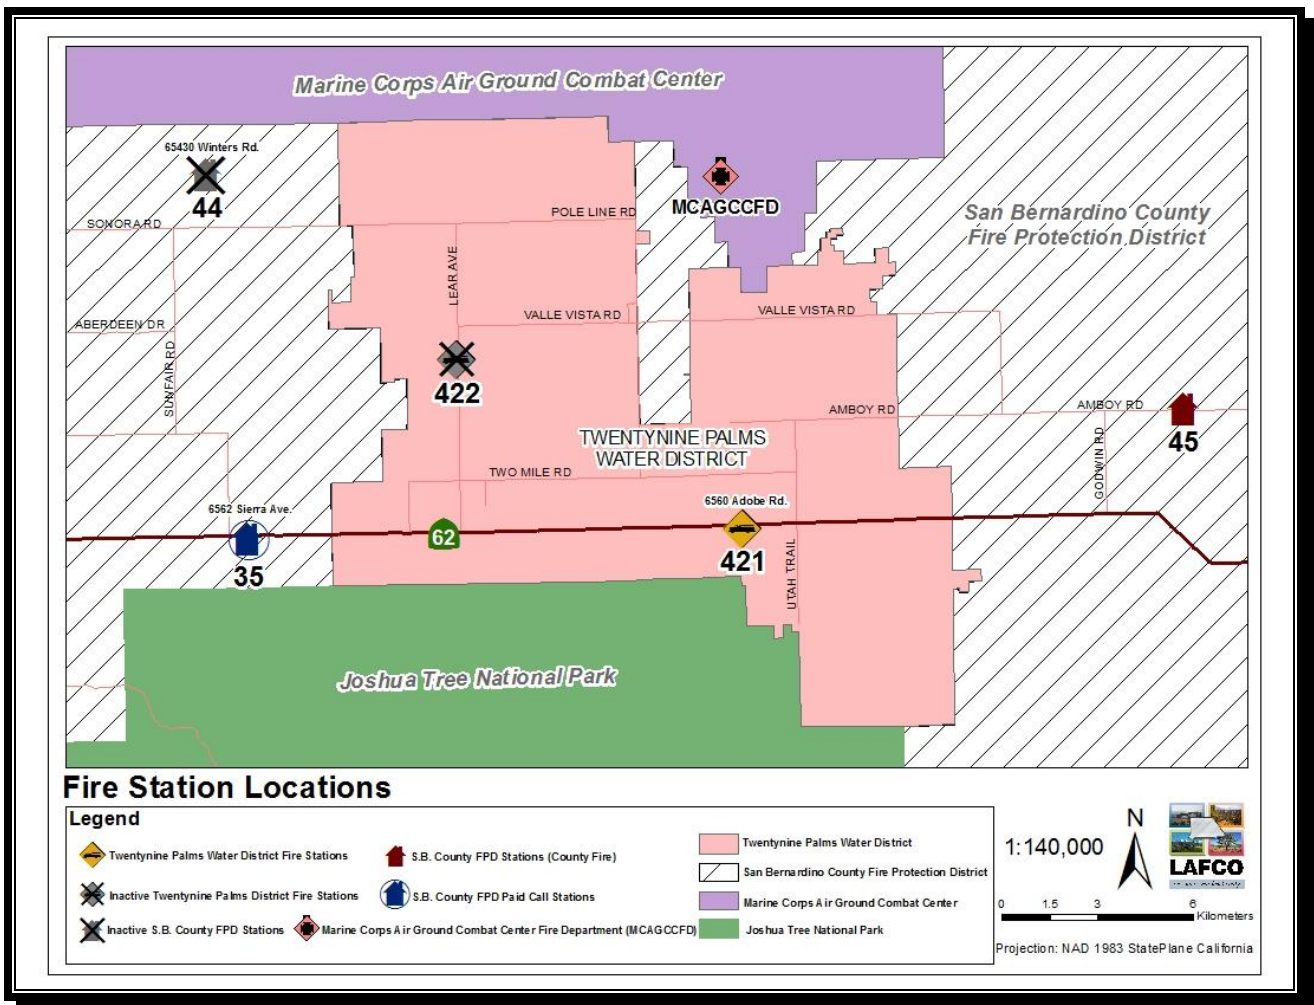 Marine Corps Air Ground Combat Center
65430 Winters Rd.
44
MCAGCCFD
San Bernardino County
Fire Protection District
SONORA RD
POLE LINE RD
LEAR AVE
VALLE VISTA RD
VALLE VISTA RD
ABERDEEN DR
SUNFAIR RD
422
AMBOY RD
AMBOY RD
45
TWENTYNINE PALMS
WATER DISTRICT
GODWIN RD
TWO MILE RD
6562 Sierra Ave.
35
62
6560 Adobe Rd.
421
UTAH TRAIL
Joshua Tree National Park
Fire Station Locations
Legend
Twentynine Palms Water District Fire Stations
Inactive Twentynine Palms District Fire Stations
Inactive S.B. County FPD Stations
S.B. County FPD Stations (County Fire)
S.B. County FPD Paid Call Stations
Marine Corps Air Ground Combat Center Fire Department (MCAGCCFD)
Twentynine Palms Water District
San Bernardino County Fire Protection District
Marine Corps Air Ground Combat Center
Joshua Tree National Park
1:140,000
N
LAFCO
0 1.5 3 6
Kilometers
Projection: NAD 1983 StatePlane California